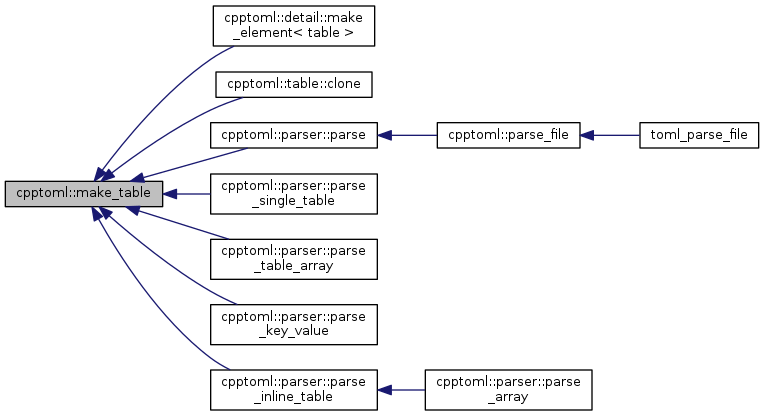 cpptoml::detail::make
_element< table >
cpptoml::table::clone
cpptoml::parser::parse
cpptoml::parse_file
toml_parse_file
cpptoml::make_table
cpptoml::parser::parse
_single_table
cpptoml::parser::parse
_table_array
cpptoml::parser::parse
_key_value
cpptoml::parser::parse
_inline_table
cpptoml::parser::parse
_array